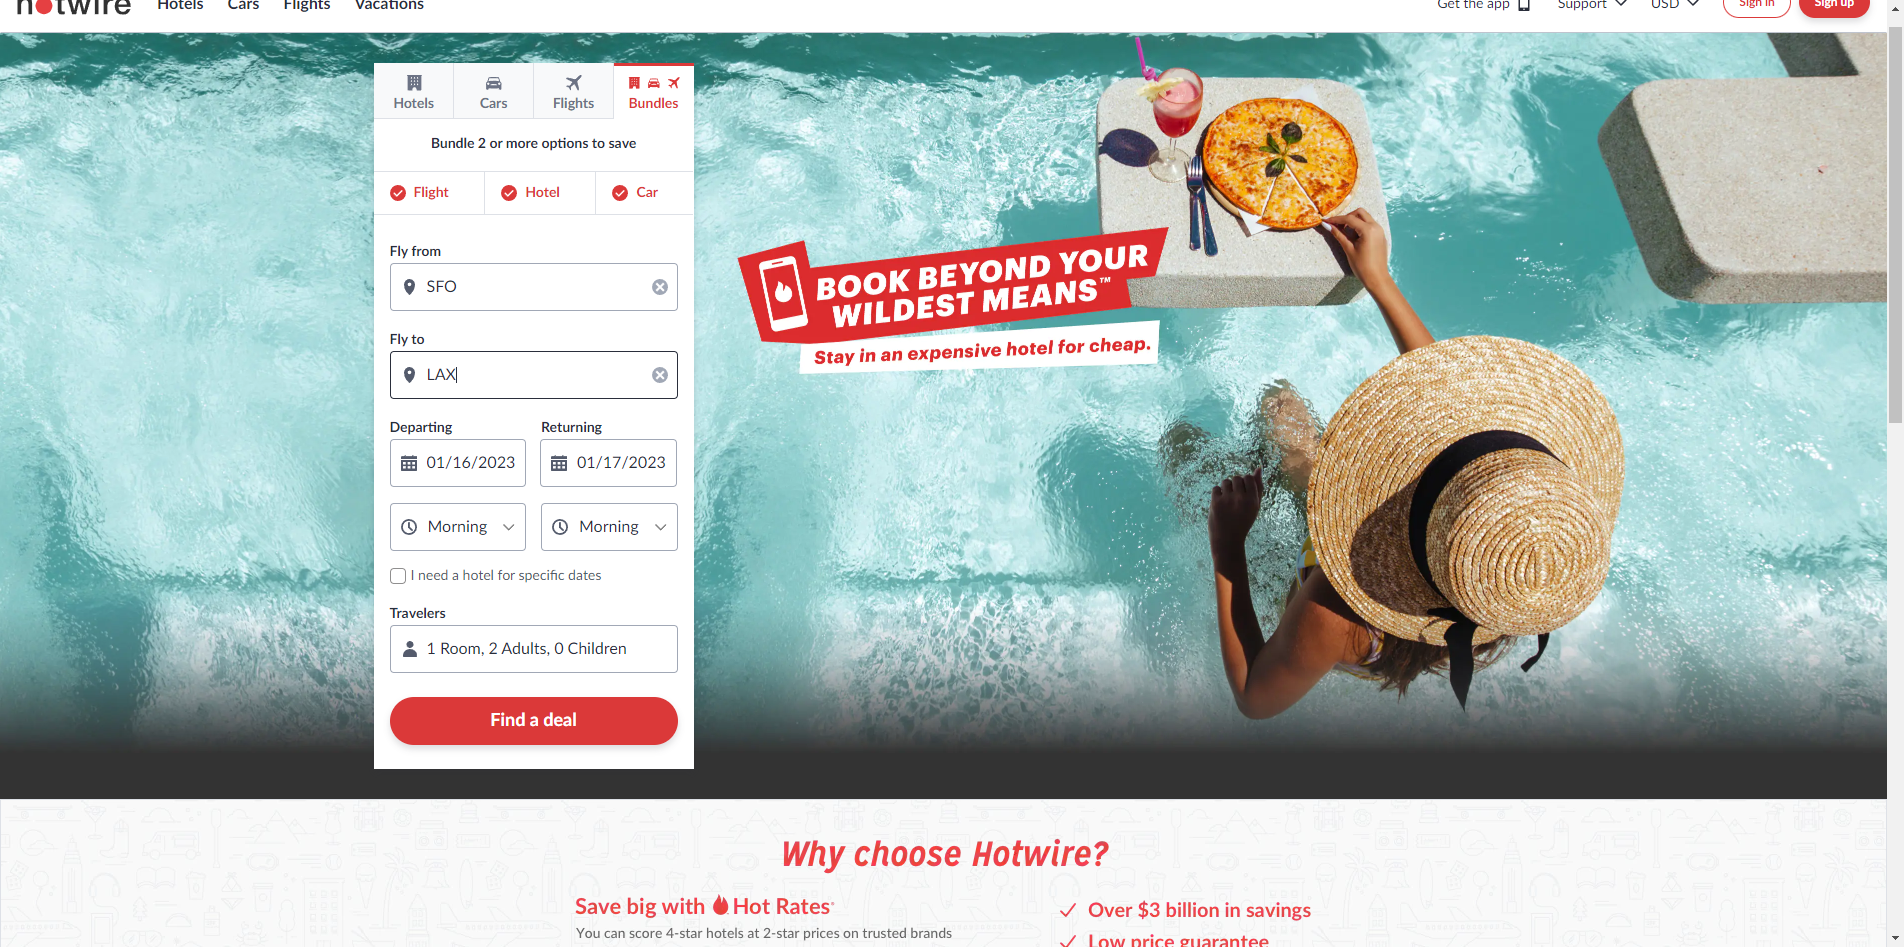 hotwire Hotels Cars Flights Vacations Get the app Support USD Sign in Sign up
Hotels Cars Flights Bundles
Bundle 2 or more options to save
Flight Hotel Car
Fly from
SFO
Fly to
LAX
Departing Returning
01/16/2023 01/17/2023
Morning Morning
I need a hotel for specific dates
Travelers
1 Room, 2 Adults, 0 Children
Find a deal
BOOK BEYOND YOUR
WILDEST MEANS™
Stay in an expensive hotel for cheap.
Why choose Hotwire?
Save big with Hot Rates®
You can score 4-star hotels at 2-star prices on trusted brands
Over $3 billion in savings
Low price guarantee